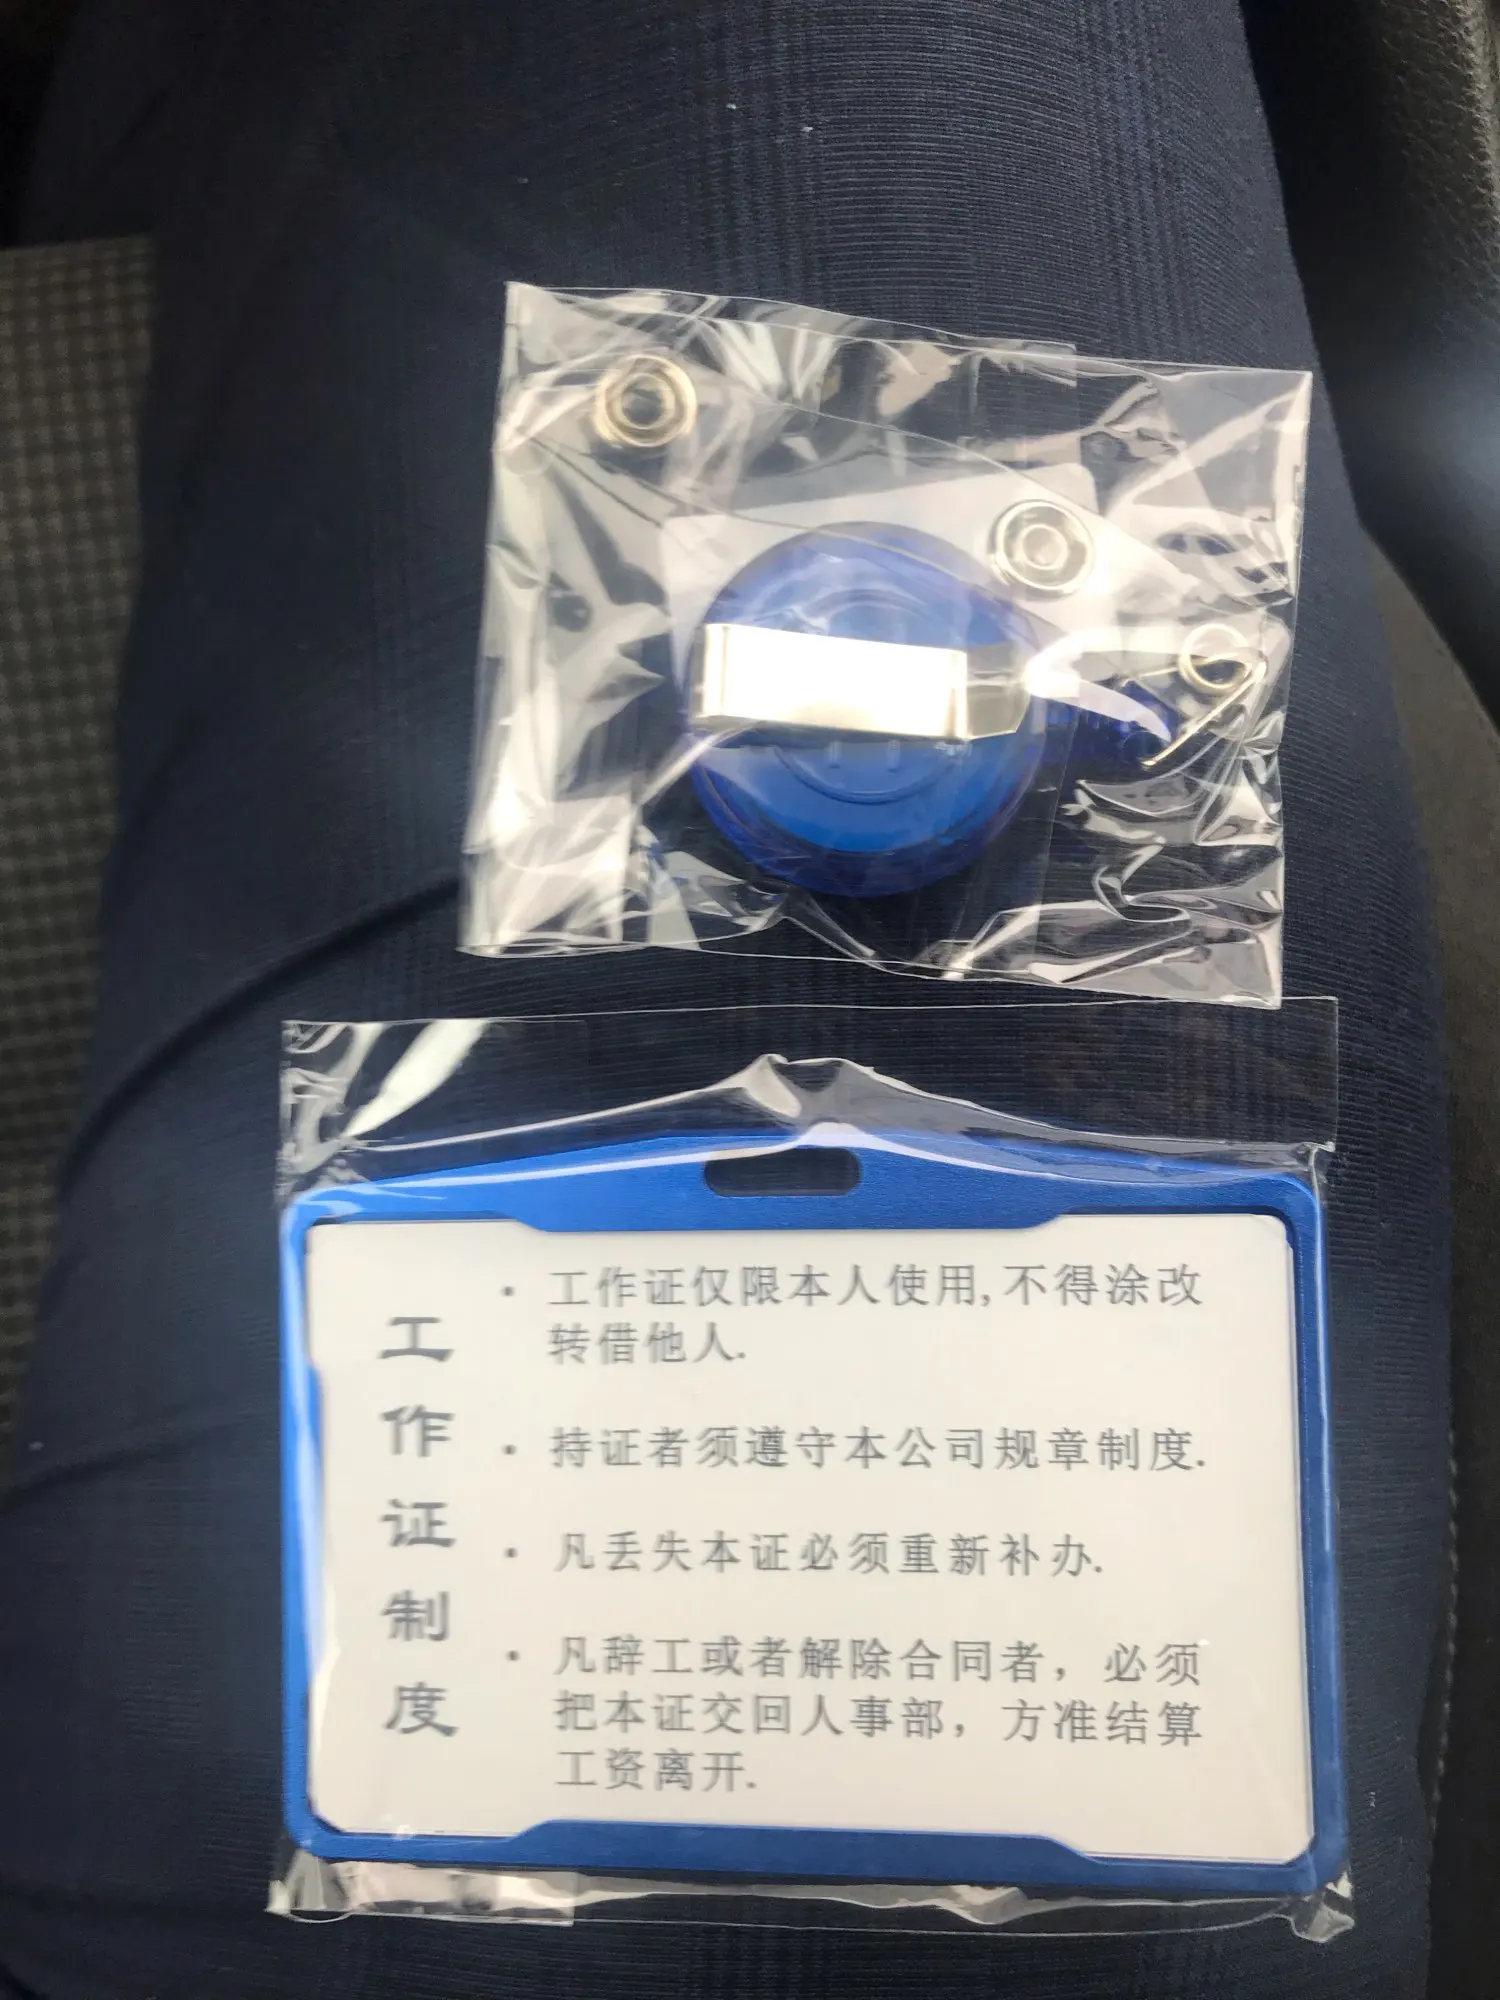 工作证制度
· 工作证仅限本人使用,不得涂改
转借他人.
· 持证者须遵守本公司规章制度.
· 凡丢失本证必须重新补办.
· 凡辞工或者解除合同者，必须
把本证交回人事部，方准结算
工资离开.